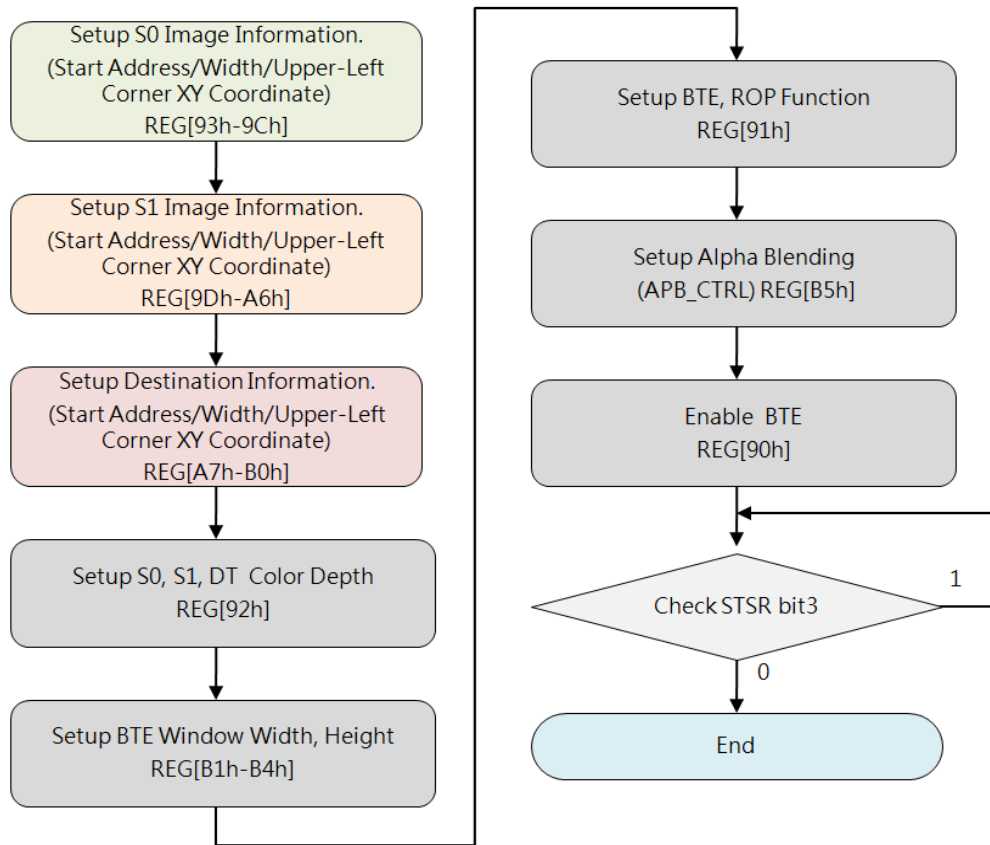 Setup S0 Image Information.
(Start Address/Width/Upper-Left
Corner XY Coordinate)
REG[93h-9Ch]
Setup S1 Image Information.
(Start Address/Width/Upper-Left
Corner XY Coordinate)
REG[9Dh-A6h]
Setup Destination Information.
(Start Address/Width/Upper-Left
Corner XY Coordinate)
REG[A7h-B0h]
Setup S0, S1, DT Color Depth
REG[92h]
Setup BTE Window Width, Height
REG[B1h-B4h]
Setup BTE, ROP Function
REG[91h]
Setup Alpha Blending
(APB_CTRL) REG[B5h]
Enable BTE
REG[90h]
Check STSR bit3
1
0
End